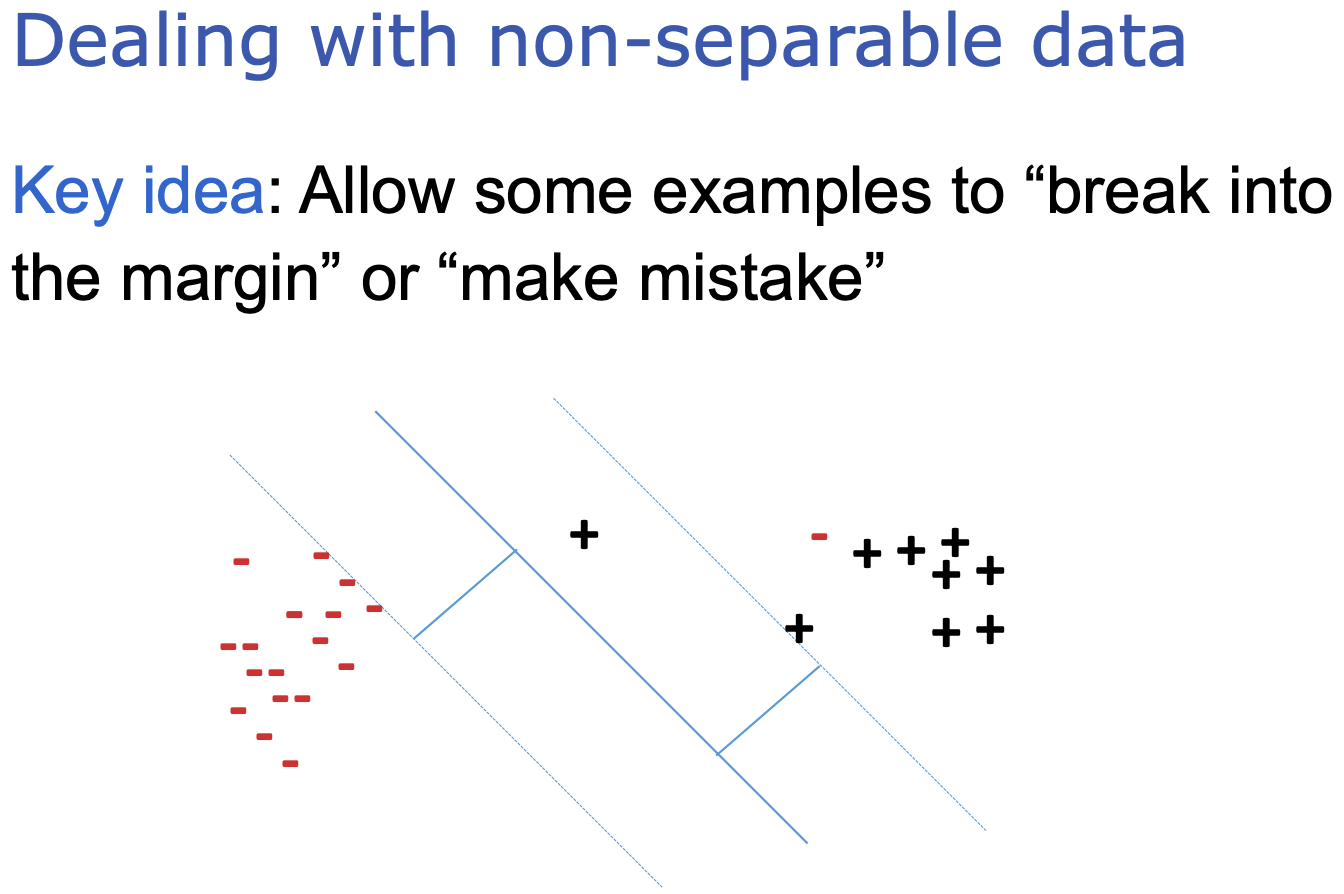 Dealing with non-separable data
Key idea: Allow some examples to “break into
the margin” or “make mistake”